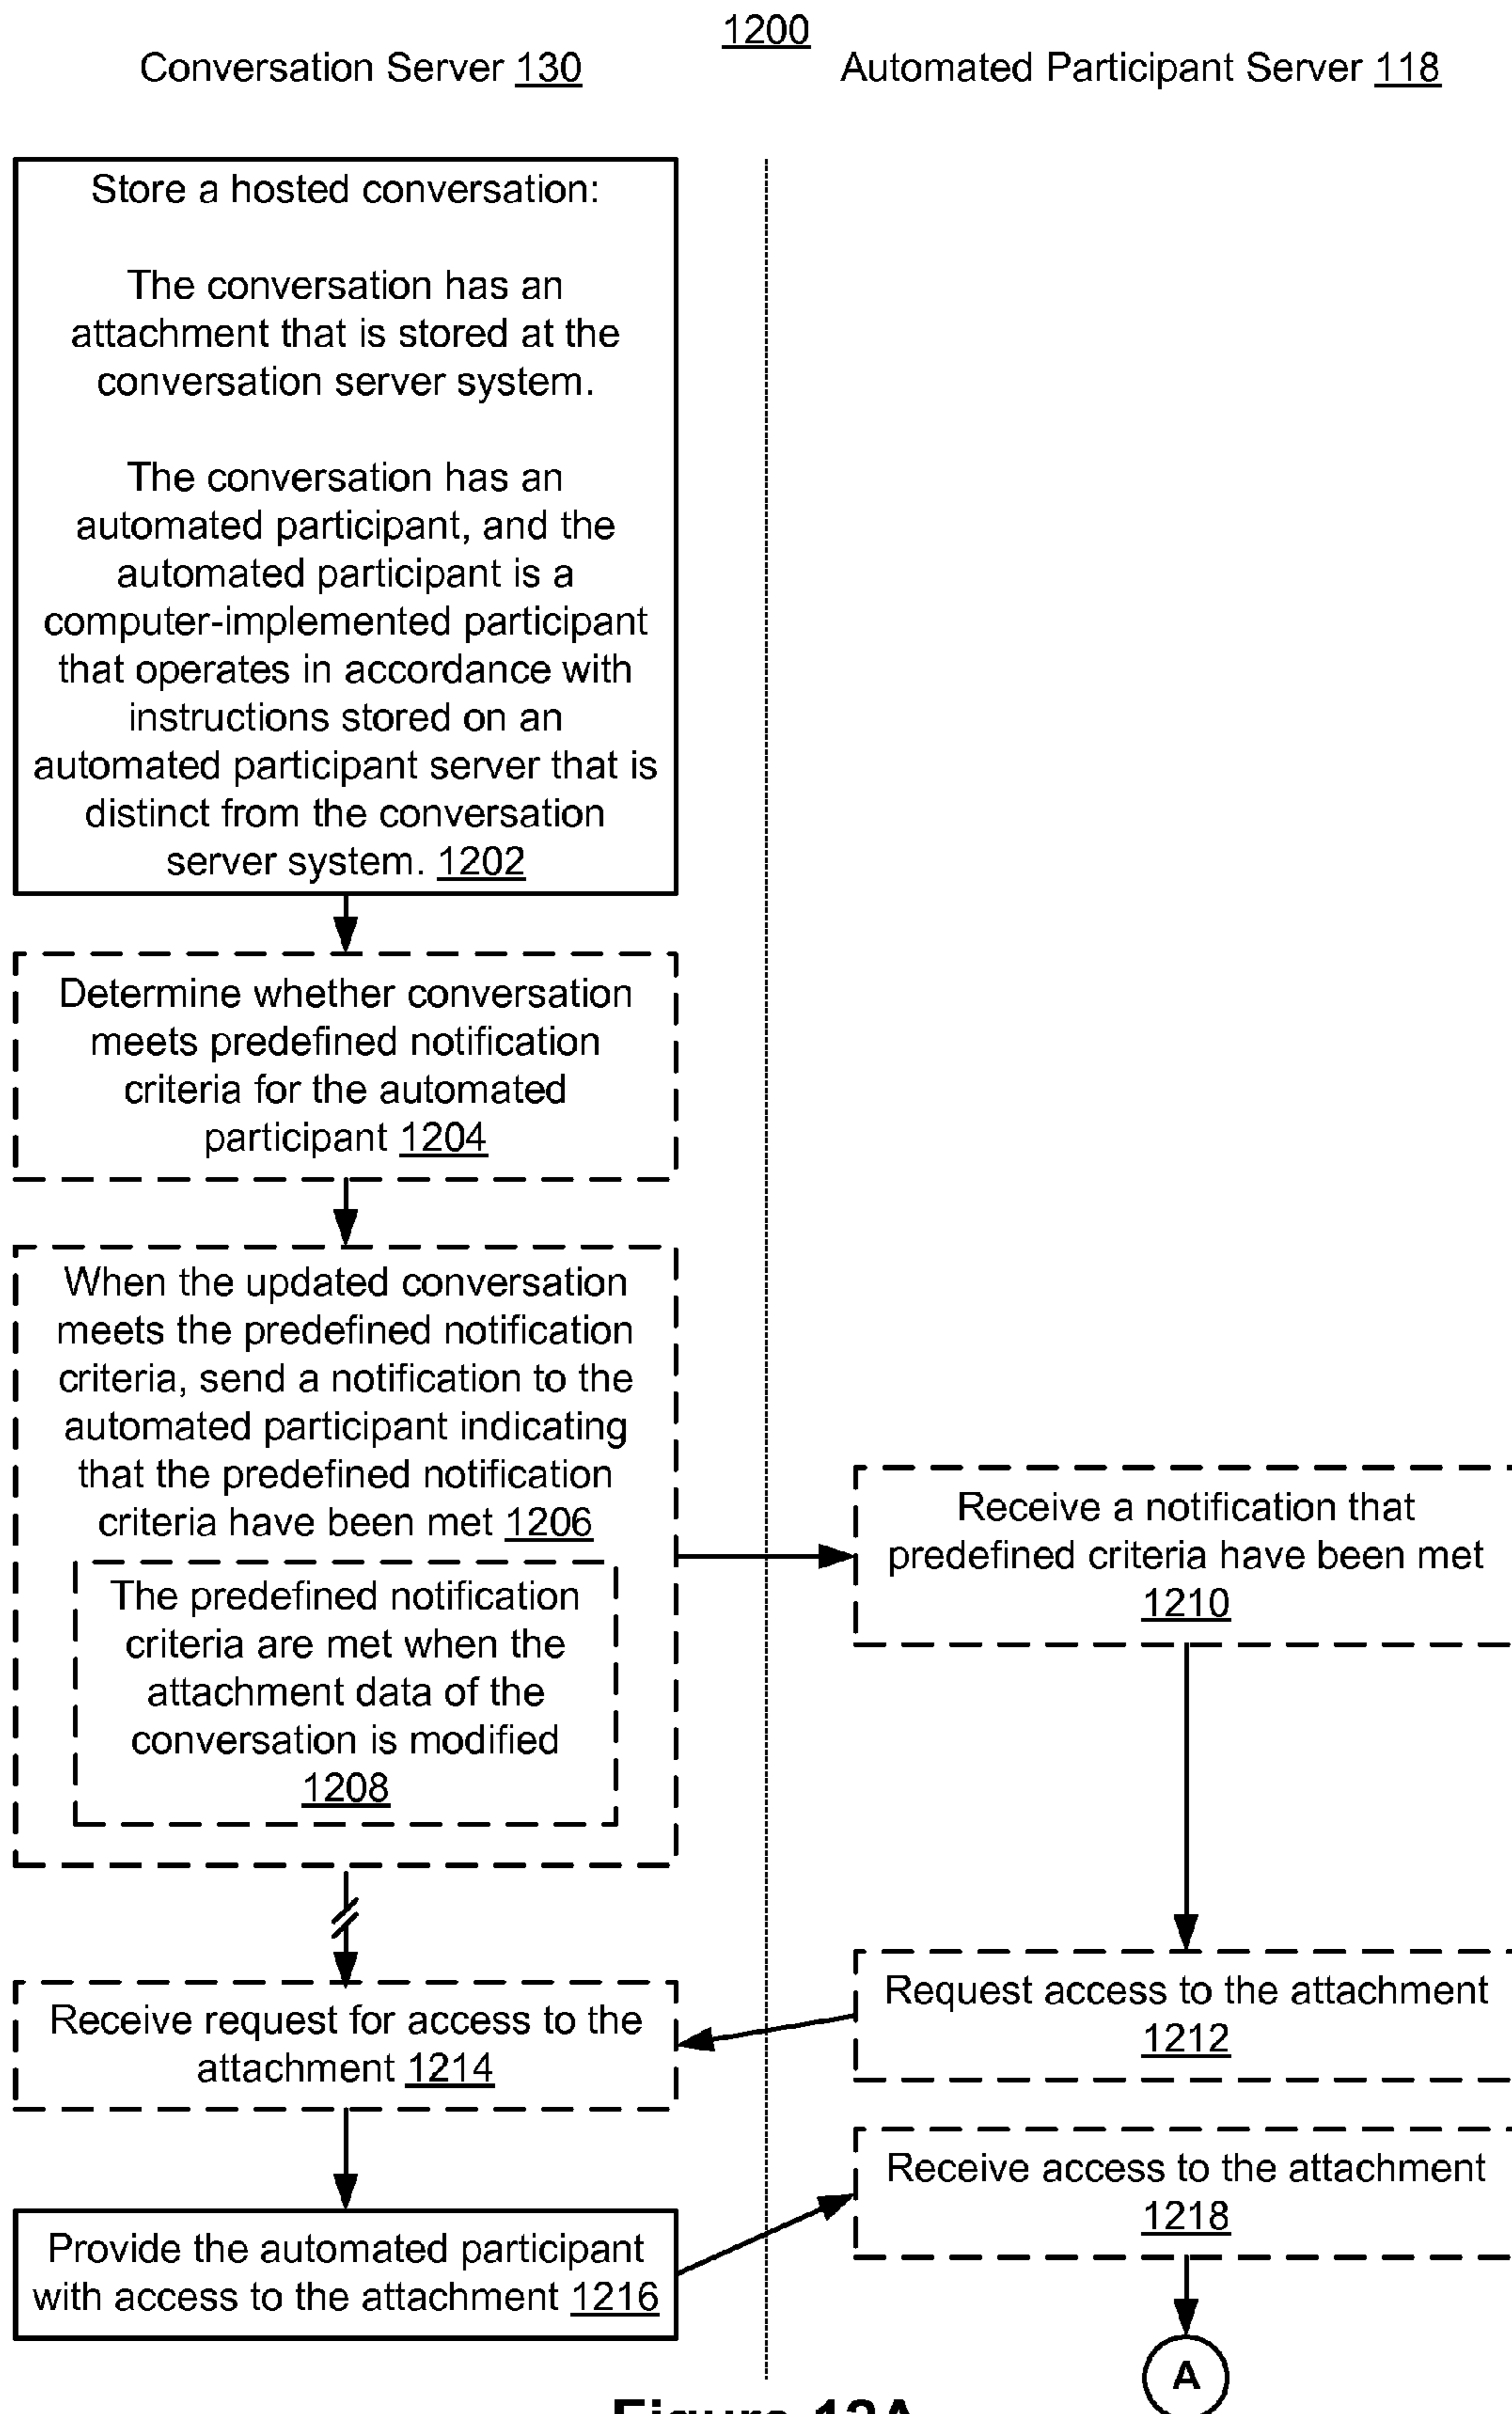 1200
Conversation Server 130
Automated Participant Server 118
Store a hosted conversation:
The conversation has an
attachment that is stored at the
conversation server system.
The conversation has an
automated participant, and the
automated participant is a
computer-implemented participant
that operates in accordance with
instructions stored on an
automated participant server that is
distinct from the conversation
server system. 1202
Determine whether conversation
meets predefined notification
criteria for the automated
participant 1204
When the updated conversation
meets the predefined notification
criteria, send a notification to the
automated participant indicating
that the predefined notification
criteria have been met 1206
The predefined notification
criteria are met when the
attachment data of the
conversation is modified
1208
Receive a notification that
predefined criteria have been met
1210
Request access to the attachment
1212
Receive request for access to the
attachment 1214
Provide the automated participant
with access to the attachment 1216
Receive access to the attachment
1218
A